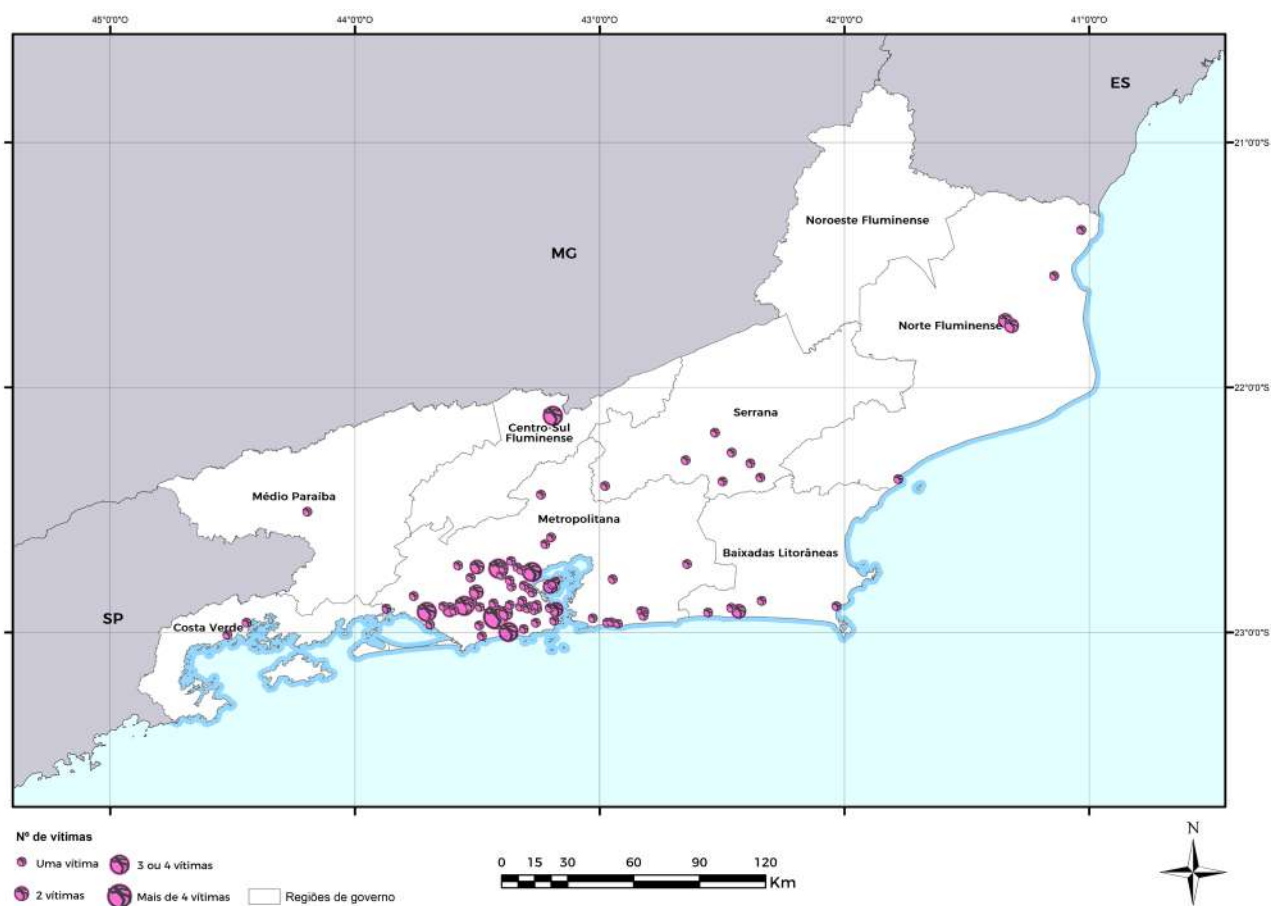 45°0'0"O 44°0'0"O 43°0'0"O 42°0'0"O 41°0'0"O
ES
21°0'0"S
Noroeste Fluminense
MG
Norte Fluminense
22°0'0"S
Serrana
Centro-Sul
Fluminense
Médio Paraíba
Metropolitana
Baixadas Litorâneas
SP
Costa Verde
23°0'0"S
Nº de vítimas
Uma vítima
3 ou 4 vítimas
2 vítimas
Mais de 4 vítimas
Regiões de governo
0 15 30 60 90 120
Km
N